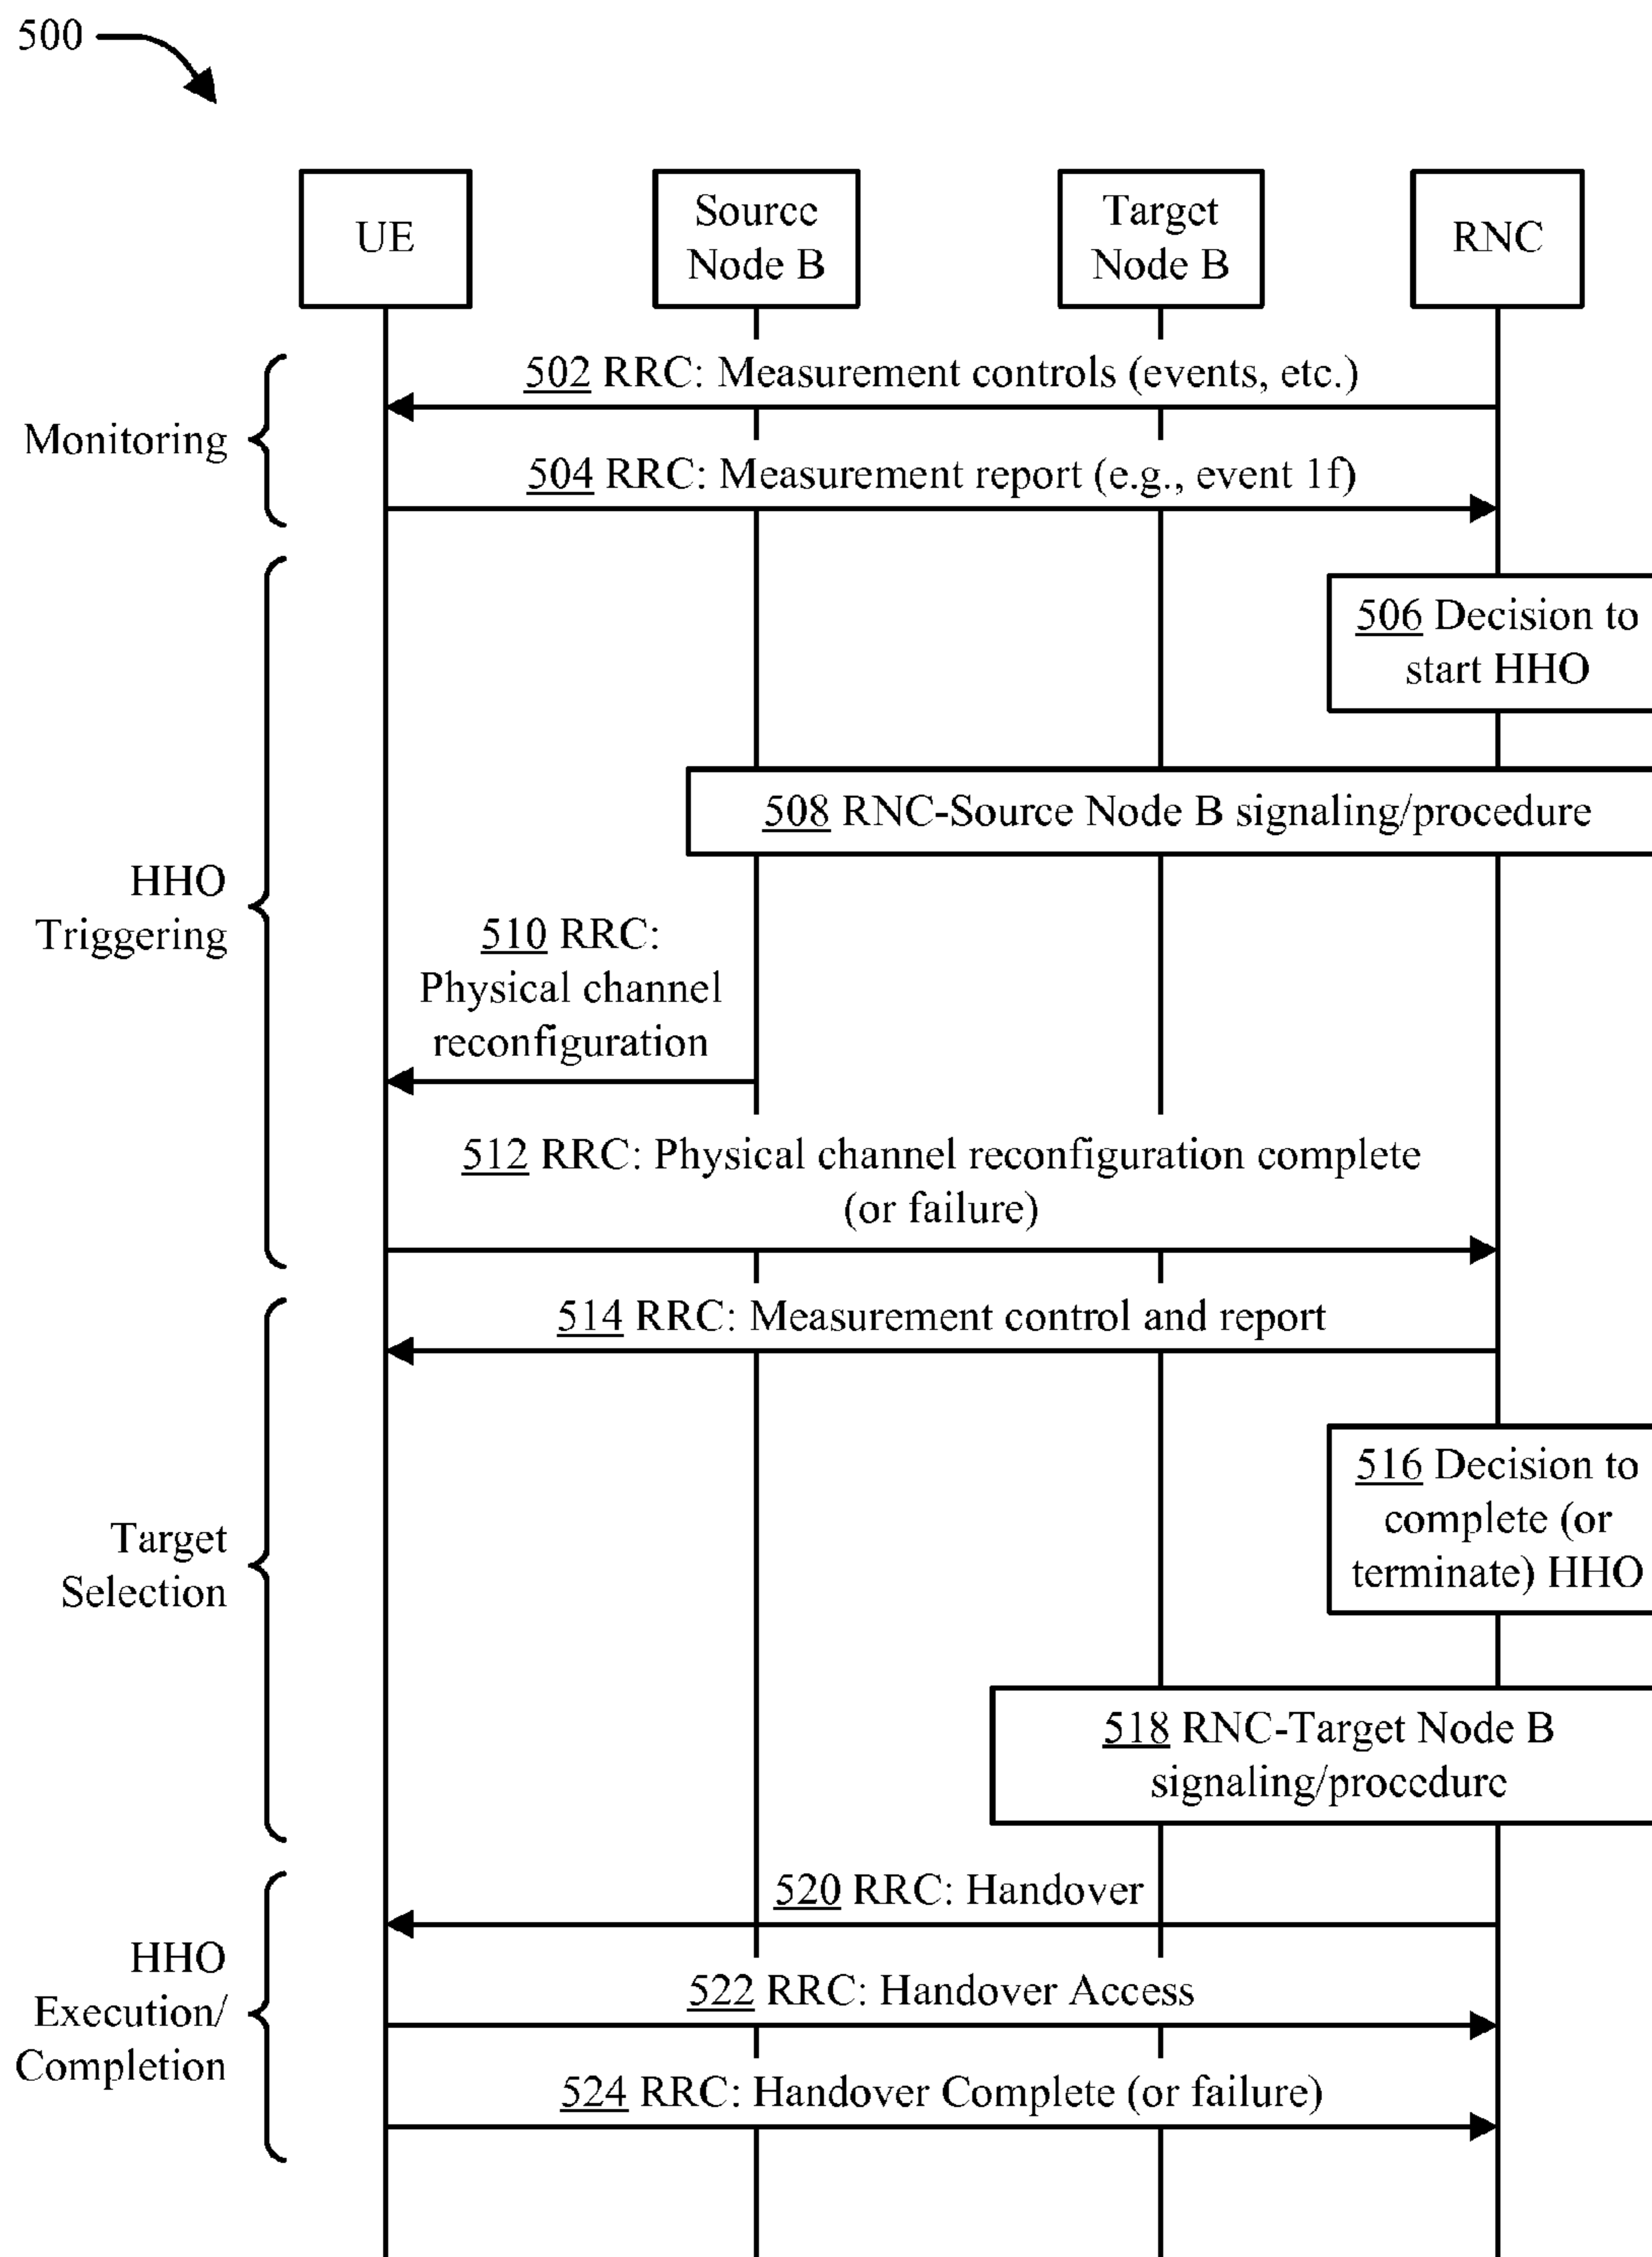 500
UE
Source
Node B
Target
Node B
RNC
502 RRC: Measurement controls (events, etc.)
Monitoring
504 RRC: Measurement report (e.g., event 1f)
506 Decision to
start HHO
508 RNC-Source Node B signaling/procedure
HHO
Triggering
510 RRC:
Physical channel
reconfiguration
512 RRC: Physical channel reconfiguration complete
(or failure)
514 RRC: Measurement control and report
516 Decision to
complete (or
terminate) HHO
Target
Selection
518 RNC-Target Node B
signaling/procedure
520 RRC: Handover
HHO
Execution/
Completion
522 RRC: Handover Access
524 RRC: Handover Complete (or failure)